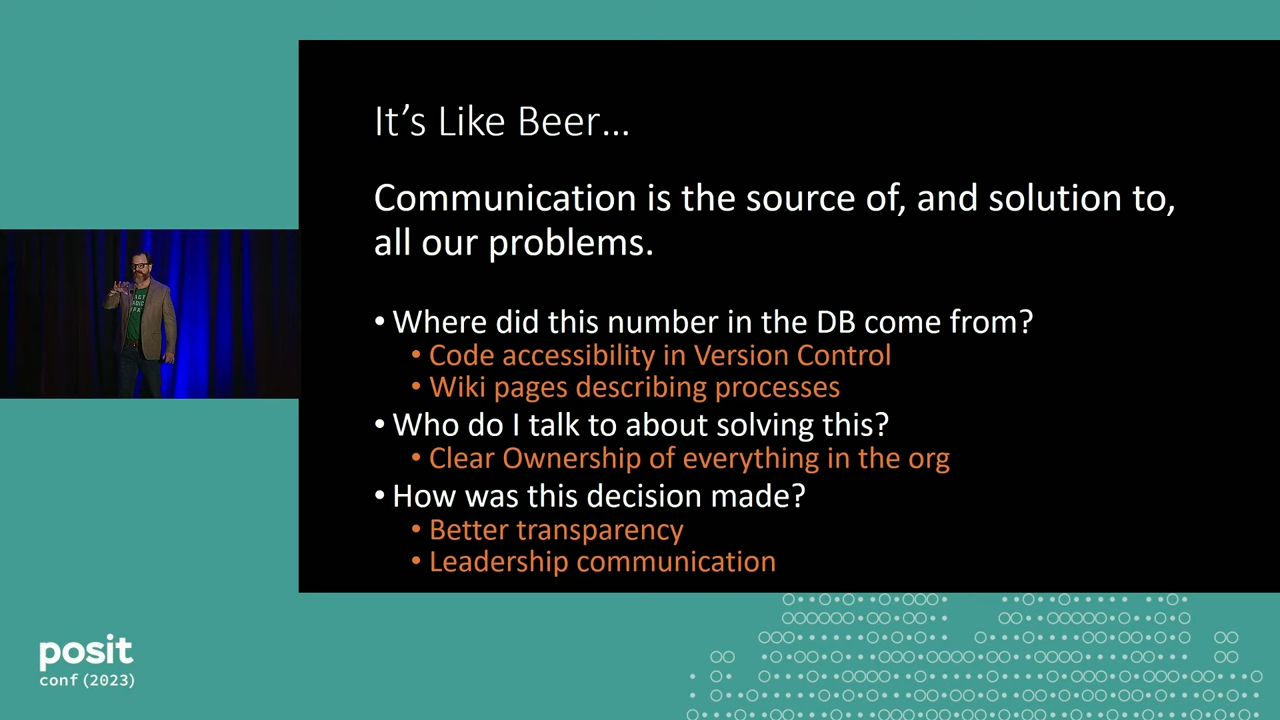 It's Like Beer…
Communication is the source of, and solution to,
all our problems.
• Where did this number in the DB come from?
• Code accessibility in Version Control
• Wiki pages describing processes
• Who do I talk to about solving this?
• Clear Ownership of everything in the org
• How was this decision made?
• Better transparency
• Leadership communication
posit
conf(2023)